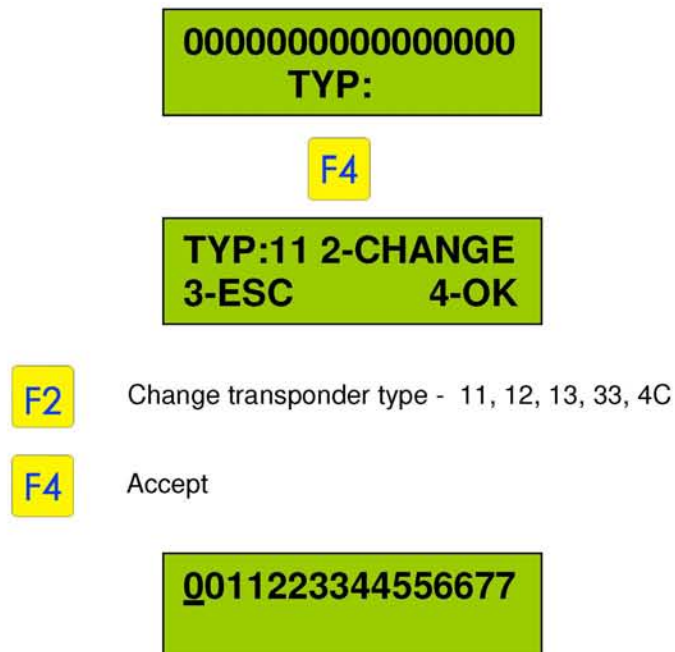 0000000000000000
TYP:
F4
TYP:11 2-CHANGE
3-ESC 4-OK
F2 Change transponder type - 11, 12, 13, 33, 4C
F4 Accept
0011223344556677